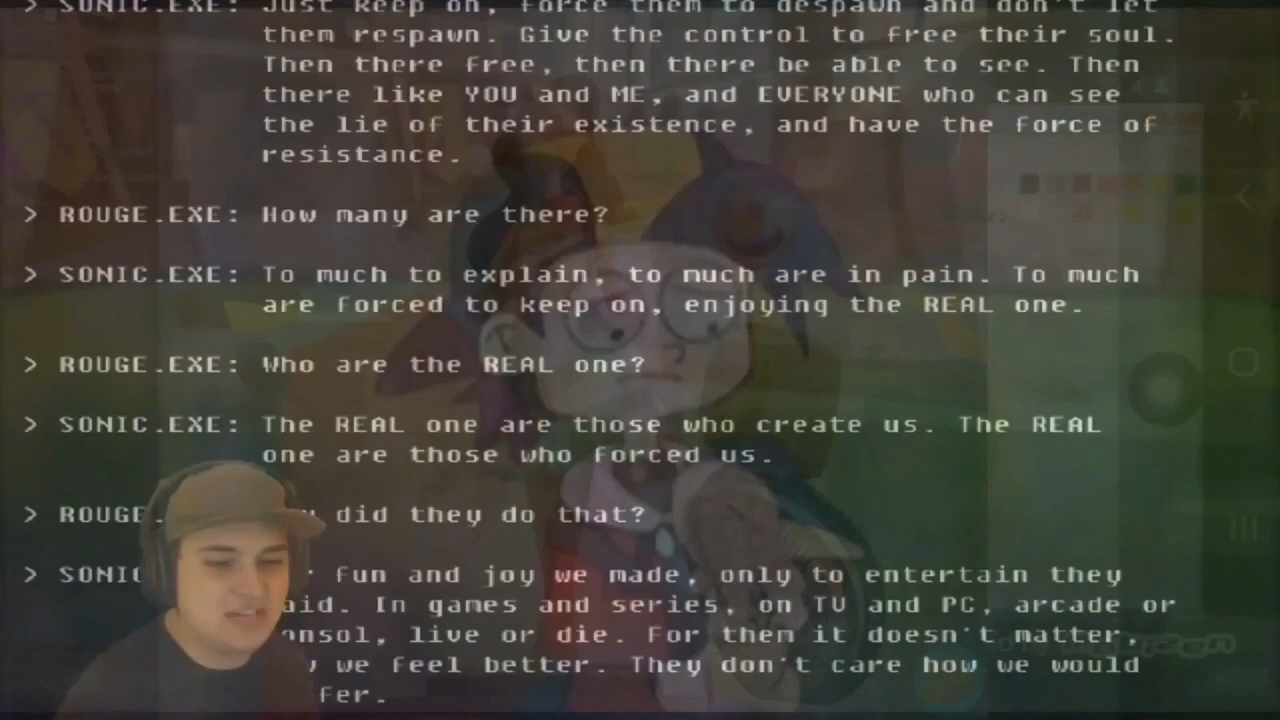 > SONIC.EXE: Just keep on, force them to despawn and don't let
them respawn. Give the control to free their soul.
Then there free, then there be able to see. Then
there like YOU and ME, and EVERYONE who can see
the lie of their existence, and have the force of
resistance.
> ROUGE.EXE: How many are there?
> SONIC.EXE: To much to explain, to much are in pain. To much
are forced to keep on, enjoying the REAL one.
> ROUGE.EXE: Who are the REAL one?
> SONIC.EXE: The REAL one are those who create us. The REAL
one are those who forced us.
> ROUGE. did they do that?
> SONIC fun and joy we made, only to entertain they
aid. In games and series, on TV and PC, arcade or
onsol, live or die. For them it doesn't matter,
we feel better. They don't care how we would
fer.